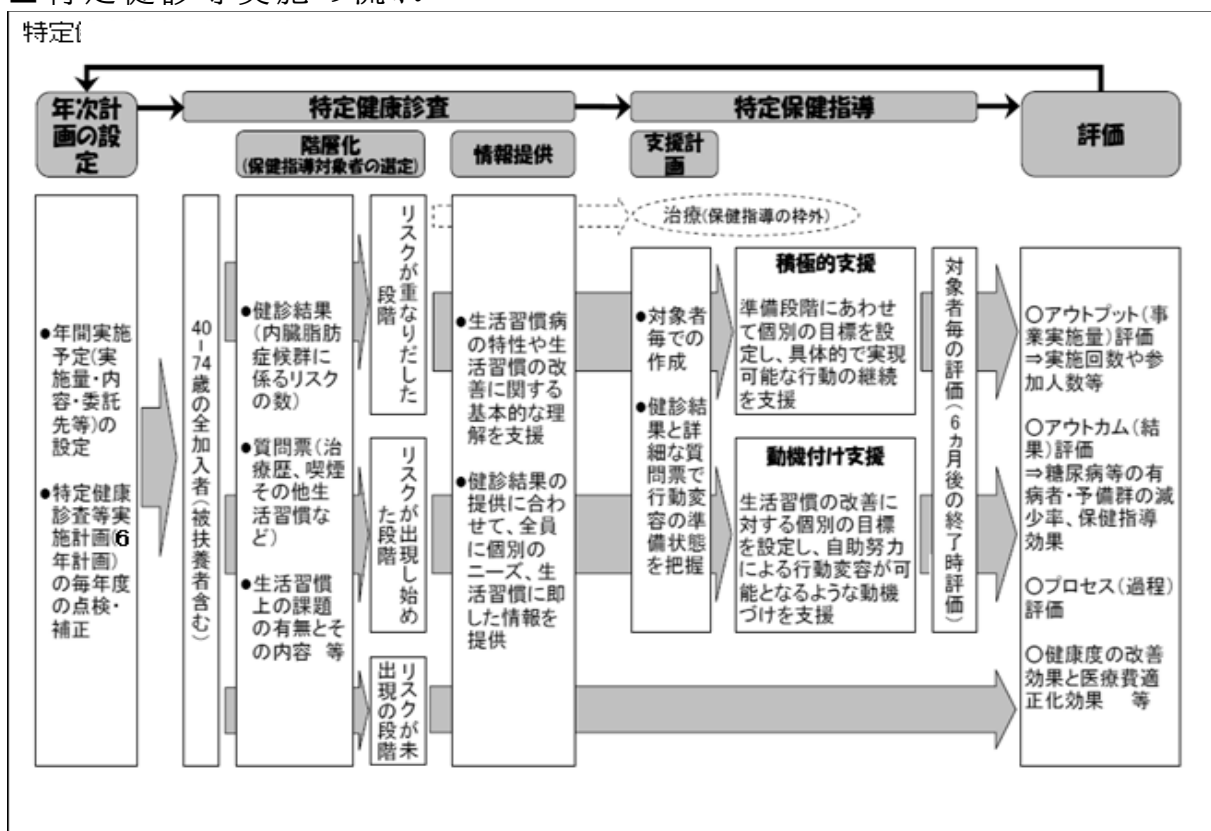 特定
年次計
画の設
定
特定健康診査
特定保健指導
評価
階層化
(保健指導対象者の選定)
情報提供
支援計
画
●年間実施
予定(実
施量・内
容・委託
先等)の
設定
●特定健康
診査等実
施計画(6
年計画)
の毎年度
の点検・
補正
40-74歳の全加入者(被扶養者含む)
●健診結果
(内臓脂肪
症候群に
係るリスク
の数)
●質問票(治
療歴、喫煙
その他生
活習慣な
ど)
●生活習慣
上の課題
の有無とそ
の内容 等
リスクが重なりだした
段階
リスクが出現し始め
た段階
リスクが未
出現の段階
●生活習慣病
の特性や生
活習慣の改
善に関する
基本的な理
解を支援
●健診結果の
提供に合わ
せて、全員
に個別の
ニーズ、生
活習慣に即
した情報を
提供
治療(保健指導の枠外)
●対象者
毎での
作成
●健診結
果と詳
細な質
問票で
行動変
容の準
備状態
を把握
積極的支援
準備段階にあわせ
て個別の目標を設
定し、具体的で実現
可能な行動の継続
を支援
動機付け支援
生活習慣の改善に
対する個別の目標
を設定し、自助努力
による行動変容が可
能となるような動機
づけを支援
対象者毎の評価(6ヵ月後の終了時評価)
○アウトプット(事
業実施量)評価
⇒実施回数や参
加人数等
○アウトカム(結
果)評価
⇒糖尿病等の有
病者・予備群の減
少率、保健指導
効果
○プロセス(過程)
評価
○健康度の改善
効果と医療費適
正化効果 等